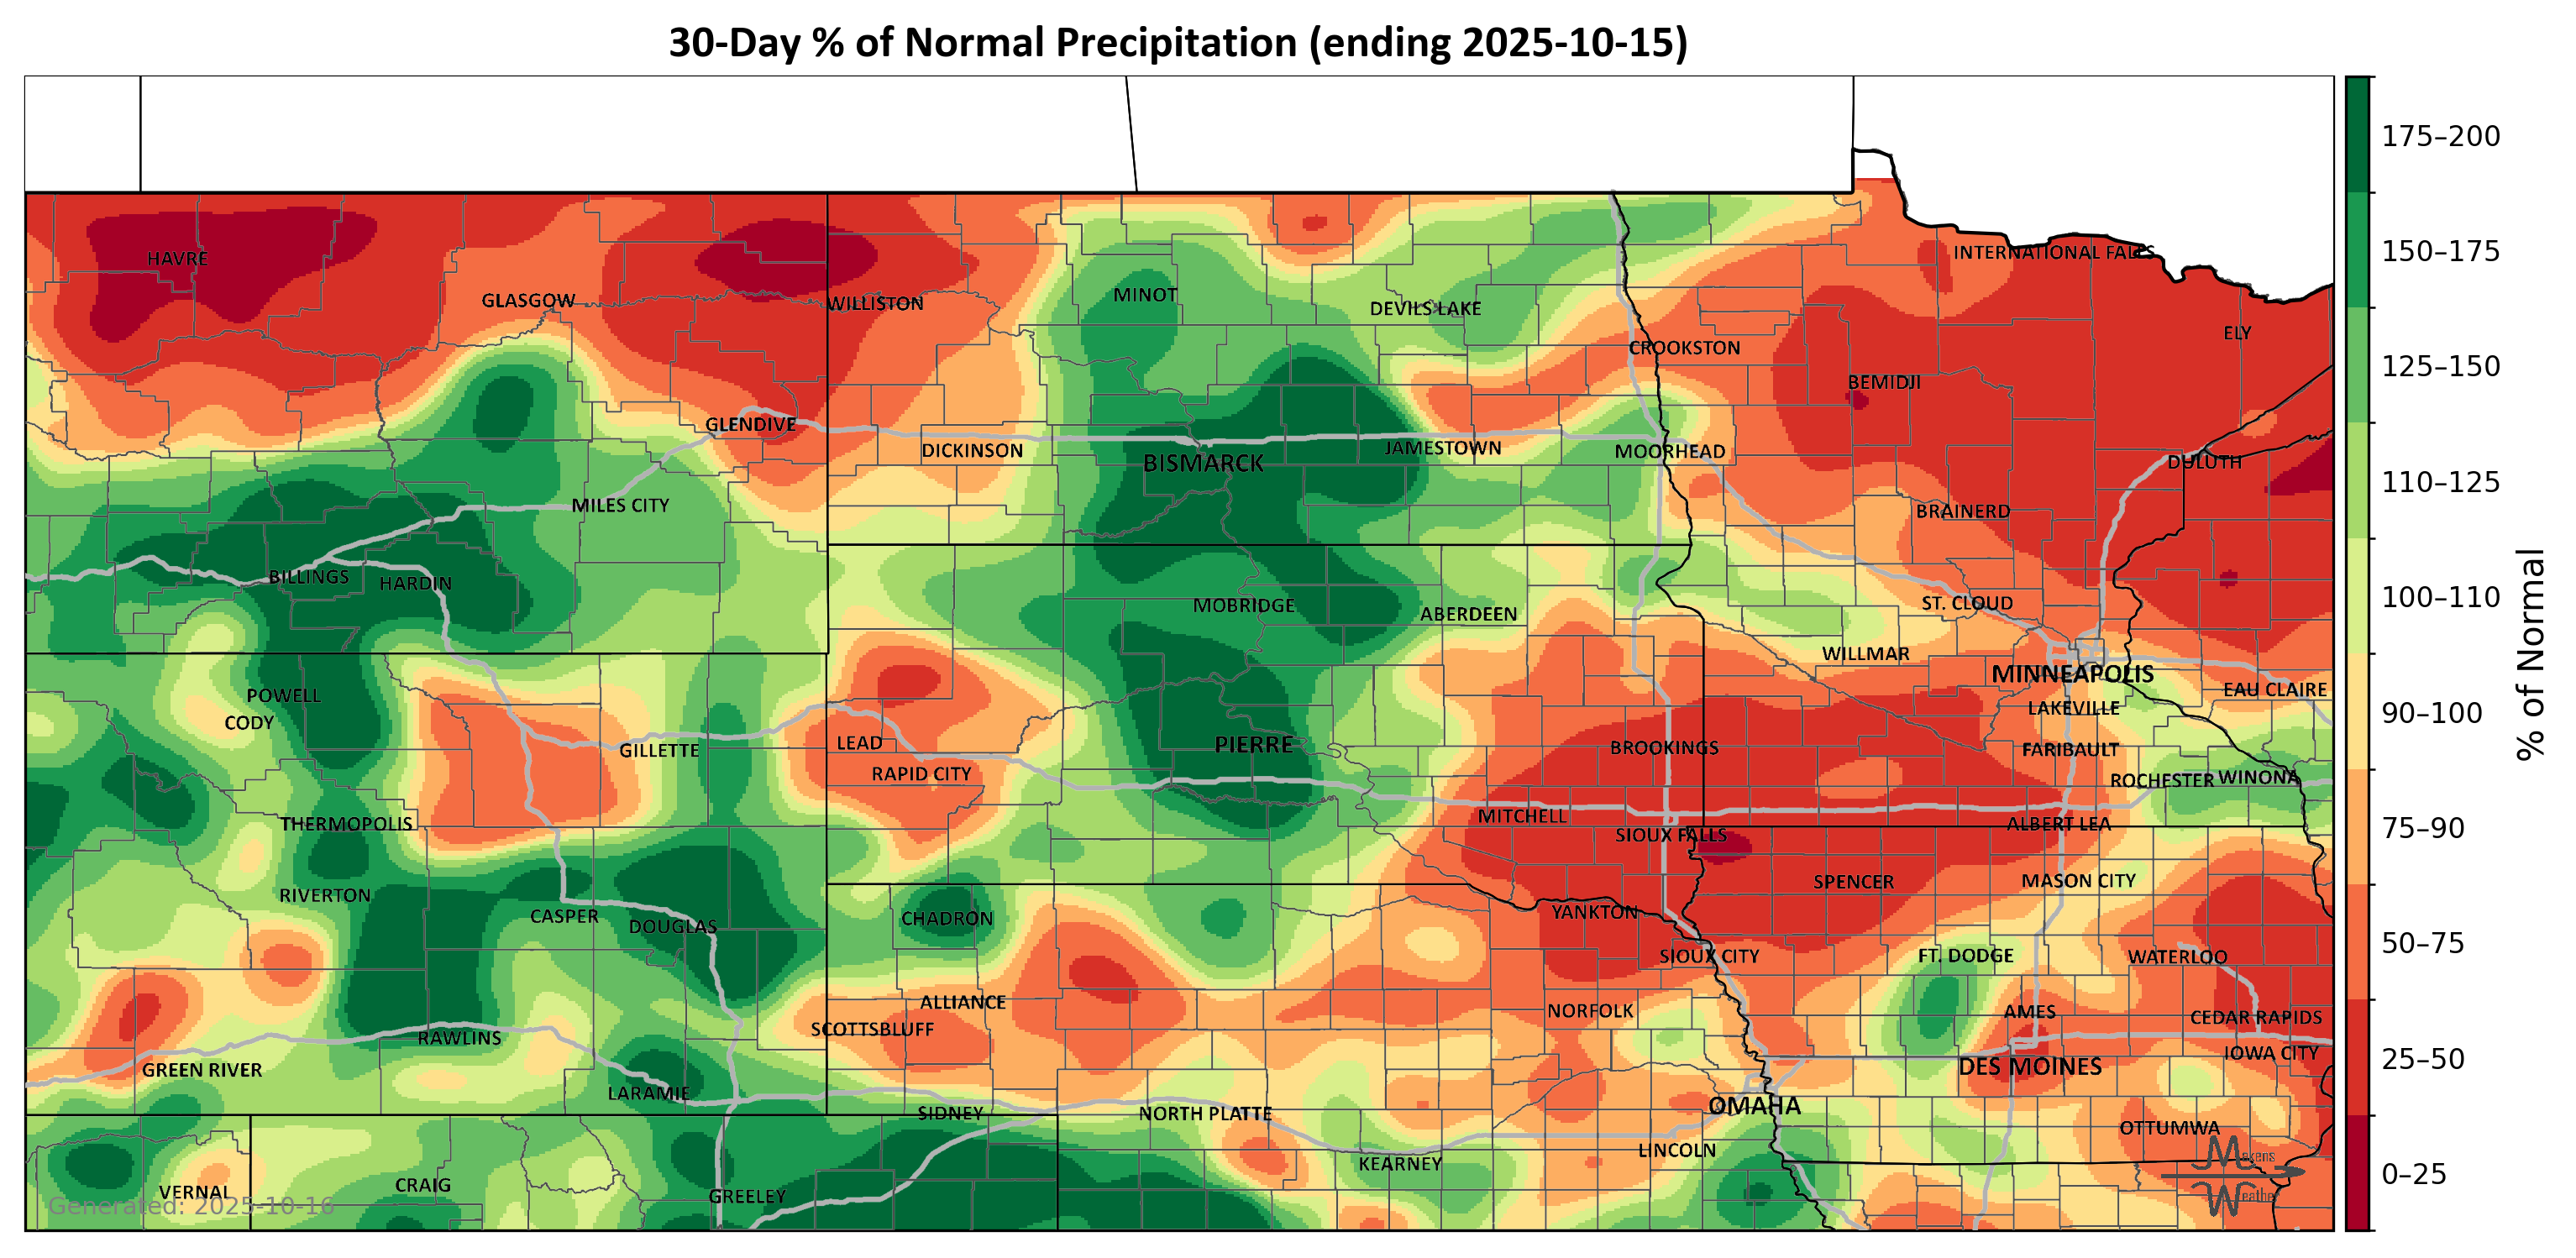 30-Day % of Normal Precipitation (ending 2025-10-15)
175–200
HAVRE
INTERNATIONAL FALLS
150–175
GLASGOW
MINOT
WILLISTON
DEVILS LAKE
ELY
CROOKSTON
125–150
BEMIDJI
GLENDIVE
DICKINSON
JAMESTOWN
MOORHEAD
BISMARCK
DULUTH
110–125
MILES CITY
BRAINERD
BILLINGS
HARDIN
100–110
MOBRIDGE
ABERDEEN
ST. CLOUD
WILLMAR
MINNEAPOLIS
EAU CLAIRE
POWELL
CODY
LAKEVILLE
90–100
% of Normal
GILLETTE
LEAD
PIERRE
BROOKINGS
FARIBAULT
RAPID CITY
ROCHESTER
WINONA
THERMOPOLIS
MITCHELL
SIOUX FALLS
ALBERT LEA
75–90
RIVERTON
SPENCER
MASON CITY
CASPER
DOUGLAS
CHADRON
YANKTON
50–75
SIOUX CITY
FT. DODGE
WATERLOO
ALLIANCE
NORFOLK
AMES
SCOTTSBLUFF
CEDAR RAPIDS
RAWLINS
IOWA CITY
25–50
GREEN RIVER
DES MOINES
LARAMIE
SIDNEY
NORTH PLATTE
OMAHA
OTTUMWA
LINCOLN
KEARNEY
Makens
Weather
0–25
VERNAL
CRAIG
GREELEY
Generated: 2025-10-16